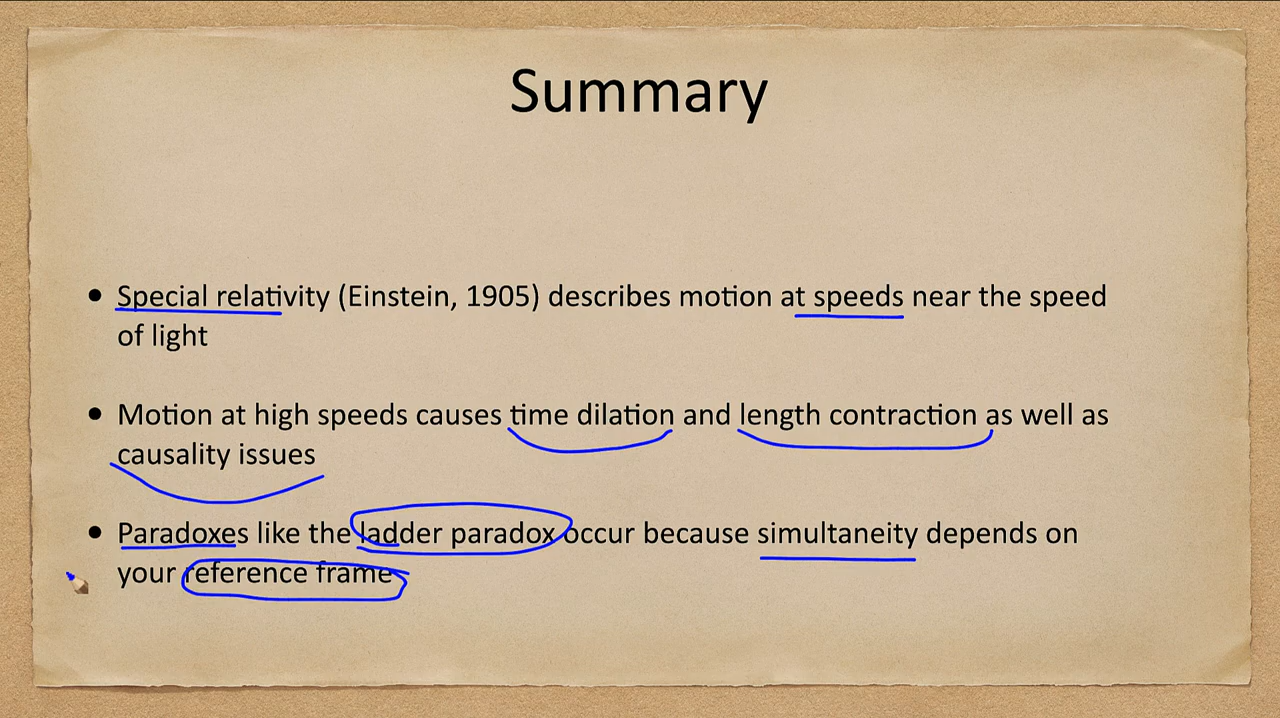 Summary
• Special relativity (Einstein, 1905) describes motion at speeds near the speed
of light
• Motion at high speeds causes time dilation and length contraction as well as
causality issues
• Paradoxes like the ladder paradox occur because simultaneity depends on
your reference frame